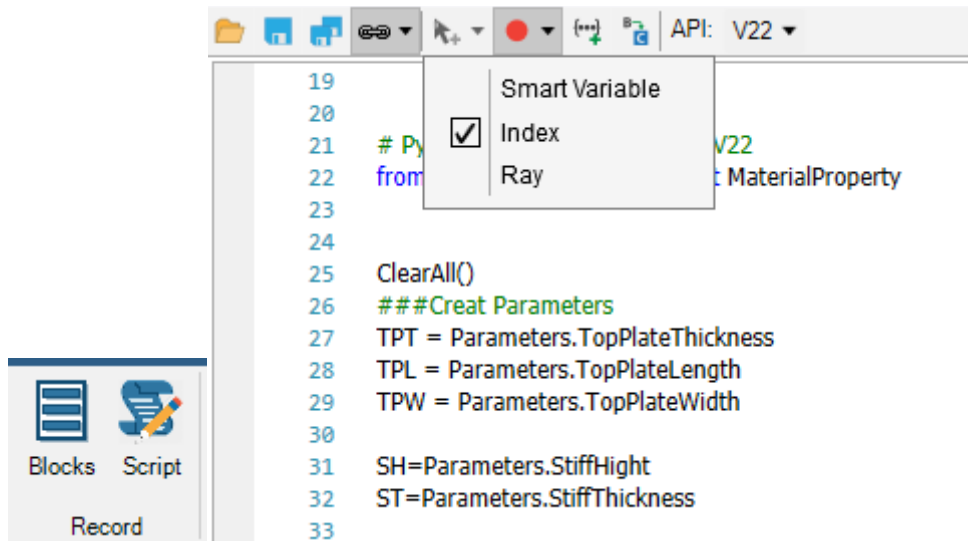 API: V22
Smart Variable
Index
Ray
19
20
21 # Py V22
22 from t MaterialProperty
23
24
25 ClearAll()
26 ###Creat Parameters
27 TPT = Parameters.TopPlateThickness
28 TPL = Parameters.TopPlateLength
29 TPW = Parameters.TopPlateWidth
30
31 SH=Parameters.StiffHight
32 ST=Parameters.StiffThickness
33
Blocks Script
Record